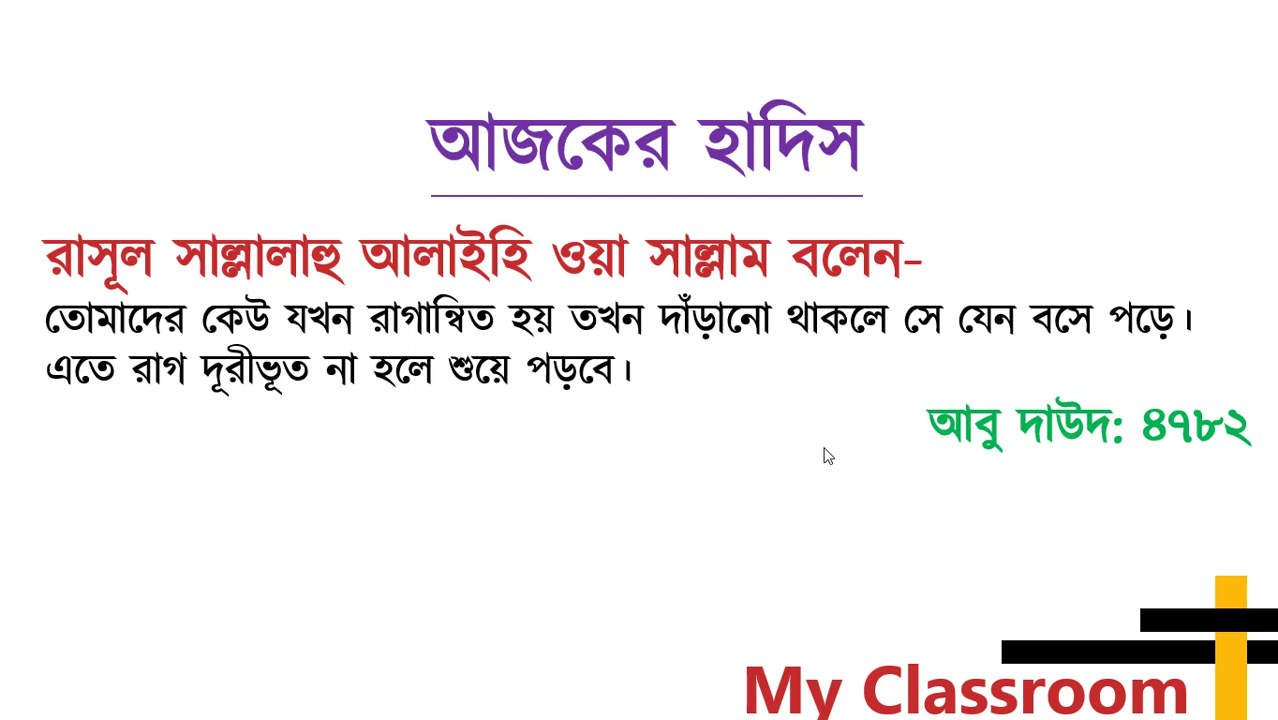 আজকের হাদিস
রাসূল সাল্লালাহু আলাইহি ওয়া সাল্লাম বলেন-
তোমাদের কেউ যখন রাগান্বিত হয় তখন দাঁড়ানো থাকলে সে যেন বসে পড়ে।
এতে রাগ দূরীভূত না হলে শুয়ে পড়বে।
আবু দাউদ: ৪৭৮২
My Classroom